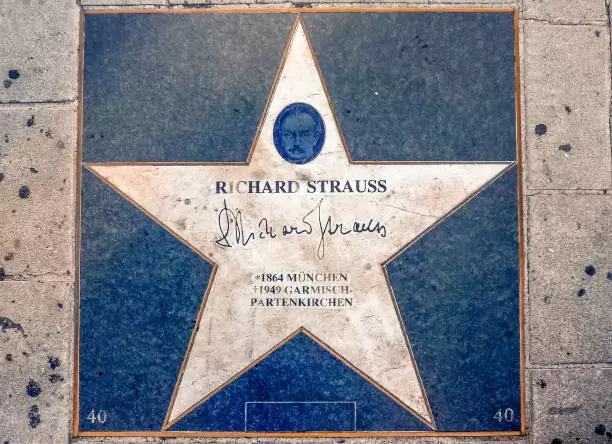 RICHARD STRAUSS
Richard Strauss
*1864 MÜNCHEN
†1949 GARMISCH-
PARTENKIRCHEN
40 40